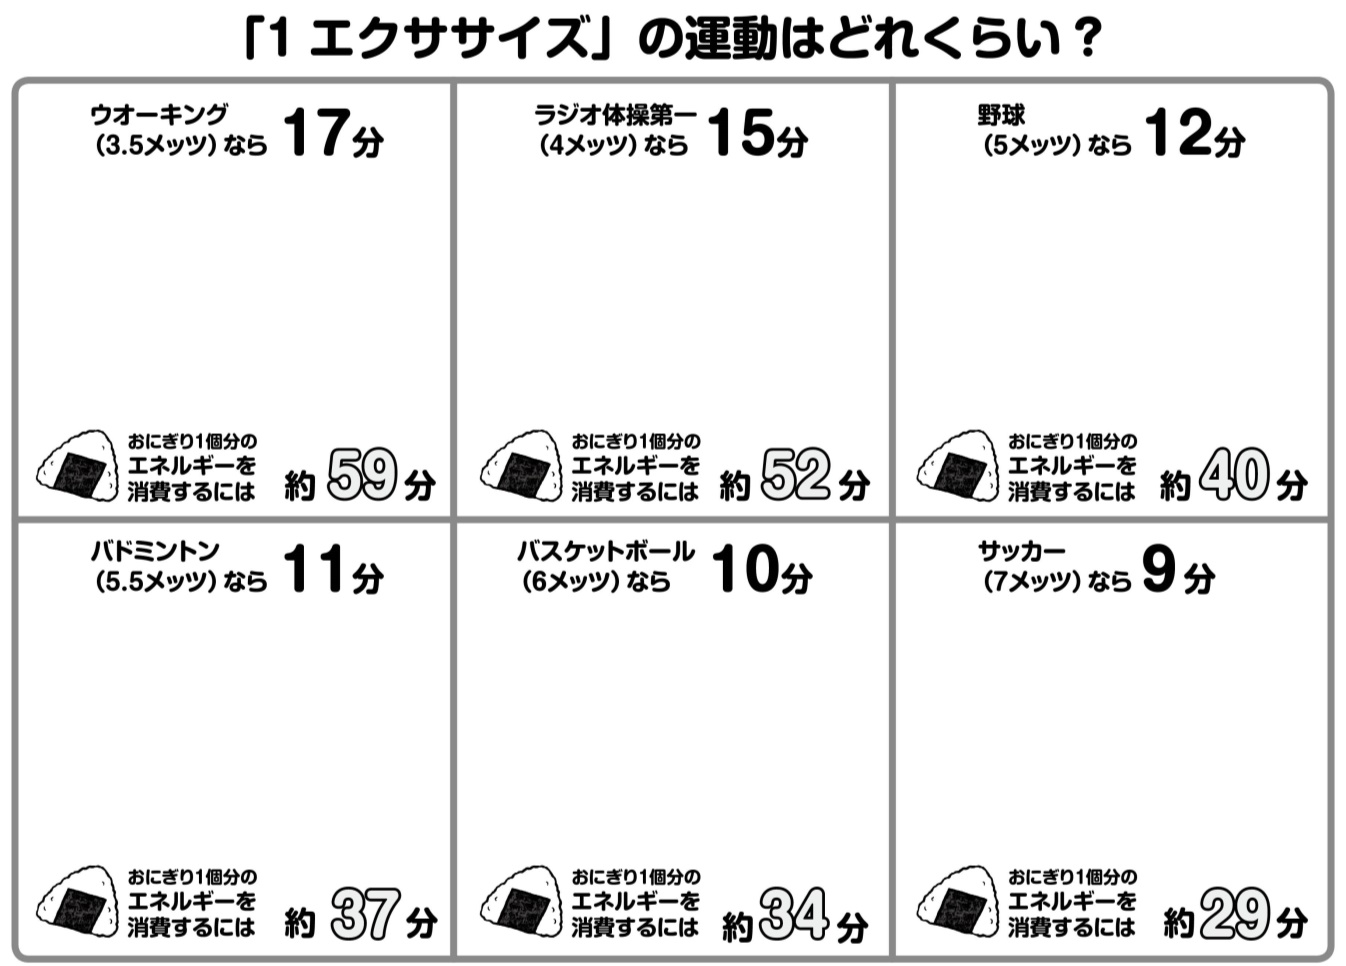 「1 エクササイズ」の運動はどれくらい？
ウオーキング
（3.5メッツ）なら 17分
おにぎり1個分の
エネルギーを
消費するには 約 59 分
ラジオ体操第一
（4メッツ）なら 15分
おにぎり1個分の
エネルギーを
消費するには 約 52 分
野球
（5メッツ）なら 12分
おにぎり1個分の
エネルギーを
消費するには 約 40 分
バドミントン
（5.5メッツ）なら 11分
おにぎり1個分の
エネルギーを
消費するには 約 37 分
バスケットボール
（6メッツ）なら 10分
おにぎり1個分の
エネルギーを
消費するには 約 34 分
サッカー
（7メッツ）なら 9 分
おにぎり1個分の
エネルギーを
消費するには 約 29 分